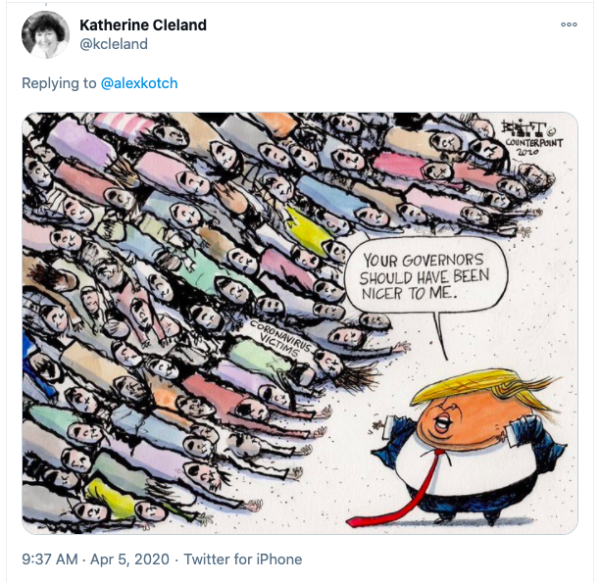 Katherine Cleland
@kcleland
Replying to @alexkotch
COUNTERPOINT
2020
YOUR GOVERNORS
SHOULD HAVE BEEN
NICER TO ME.
CORONAVIRUS
VICTIMS
9:37 AM · Apr 5, 2020 · Twitter for iPhone